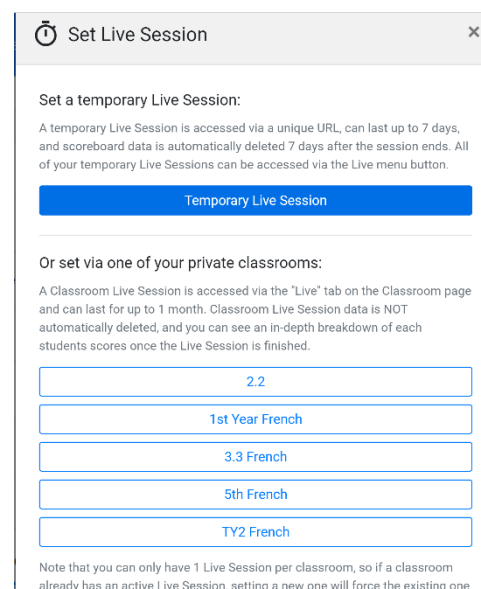 Set Live Session
×
Set a temporary Live Session:
A temporary Live Session is accessed via a unique URL, can last up to 7 days,
and scoreboard data is automatically deleted 7 days after the session ends. All
of your temporary Live Sessions can be accessed via the Live menu button.
Temporary Live Session
Or set via one of your private classrooms:
A Classroom Live Session is accessed via the "Live" tab on the Classroom page
and can last for up to 1 month. Classroom Live Session data is NOT
automatically deleted, and you can see an in-depth breakdown of each
students scores once the Live Session is finished.
2.2
1st Year French
3.3 French
5th French
TY2 French
Note that you can only have 1 Live Session per classroom, so if a classroom
already has an active Live Session, setting a new one will force the existing one